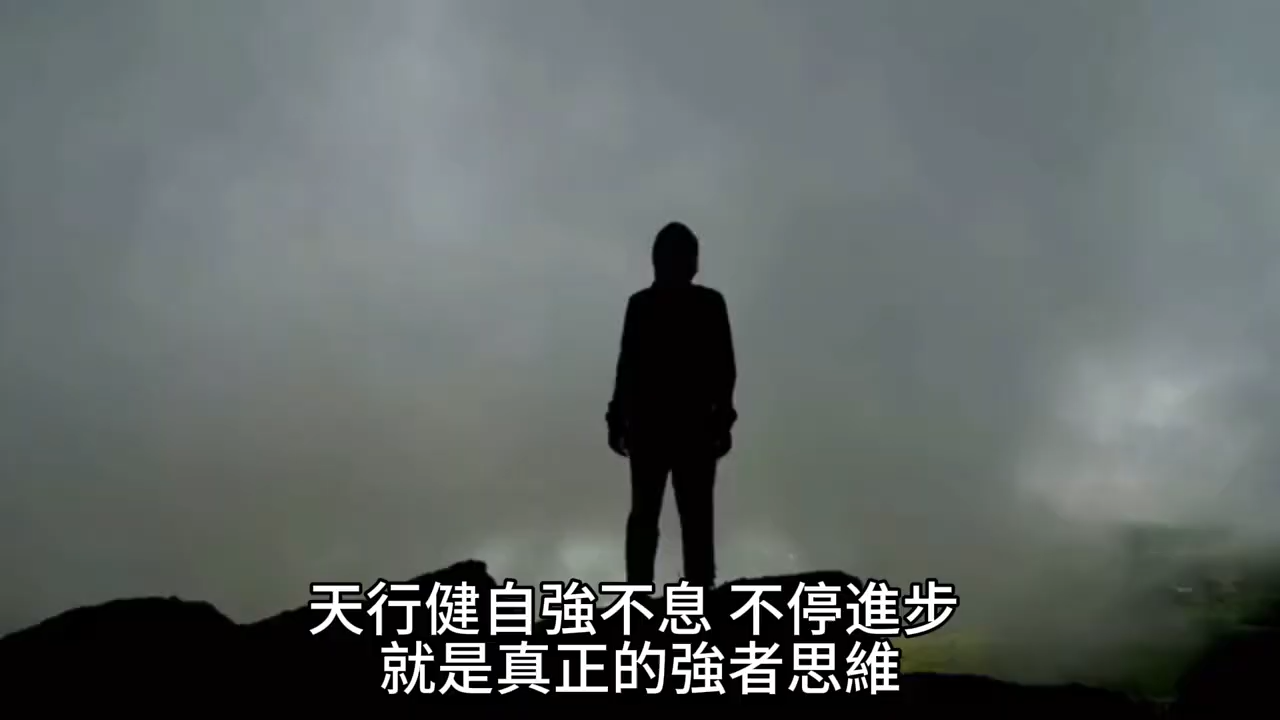 天行健自強不息 不停進步
就是真正的強者思維